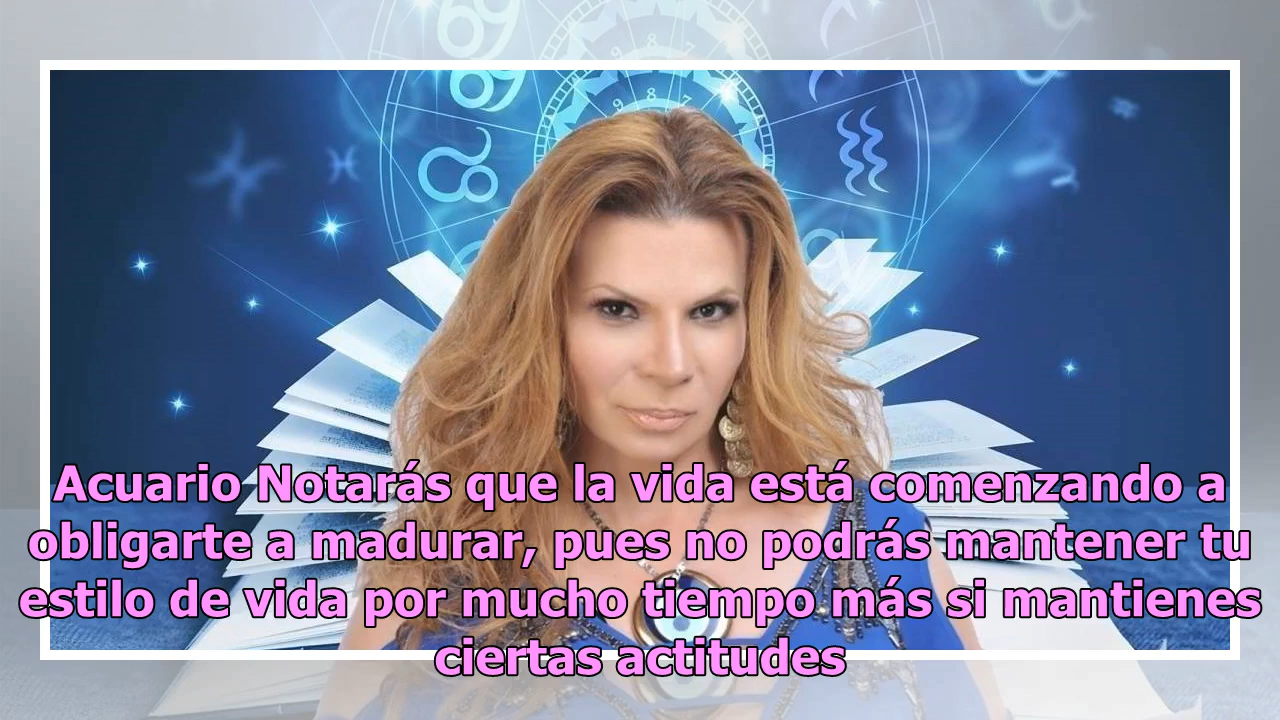 Acuario Notarás que la vida está comenzando a
obligarte a madurar, pues no podrás mantener tu
estilo de vida por mucho tiempo más si mantienes
ciertas actitudes